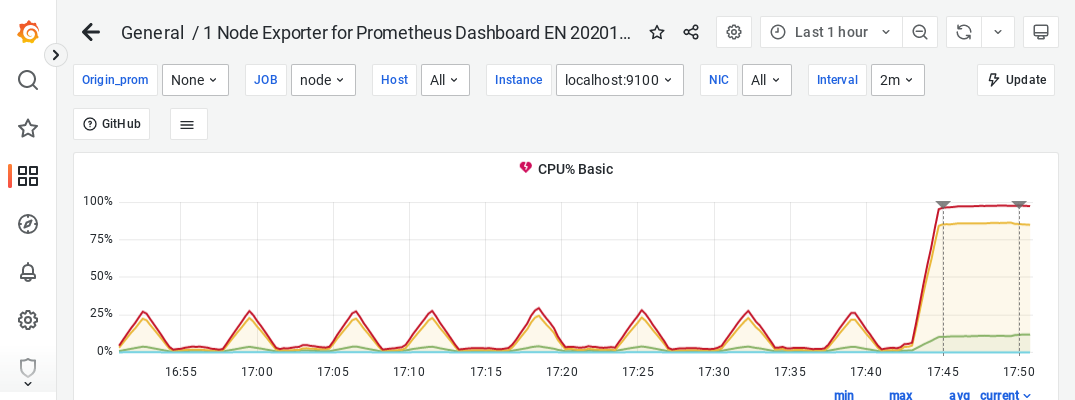 General / 1 Node Exporter for Prometheus Dashboard EN 20201...
Last 1 hour
Origin_prom None JOB node Host All Instance localhost:9100 NIC All Interval 2m Update
GitHub
CPU% Basic
100%
75%
50%
25%
0%
16:55 17:00 17:05 17:10 17:15 17:20 17:25 17:30 17:35 17:40 17:45 17:50
min max avg current